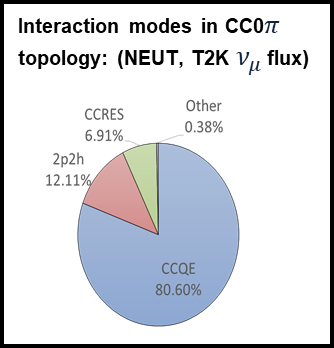 Interaction modes in CC0π
topology: (NEUT, T2K νμ flux)
CCRES
6.91%
Other
0.38%
2p2h
12.11%
CCQE
80.60%